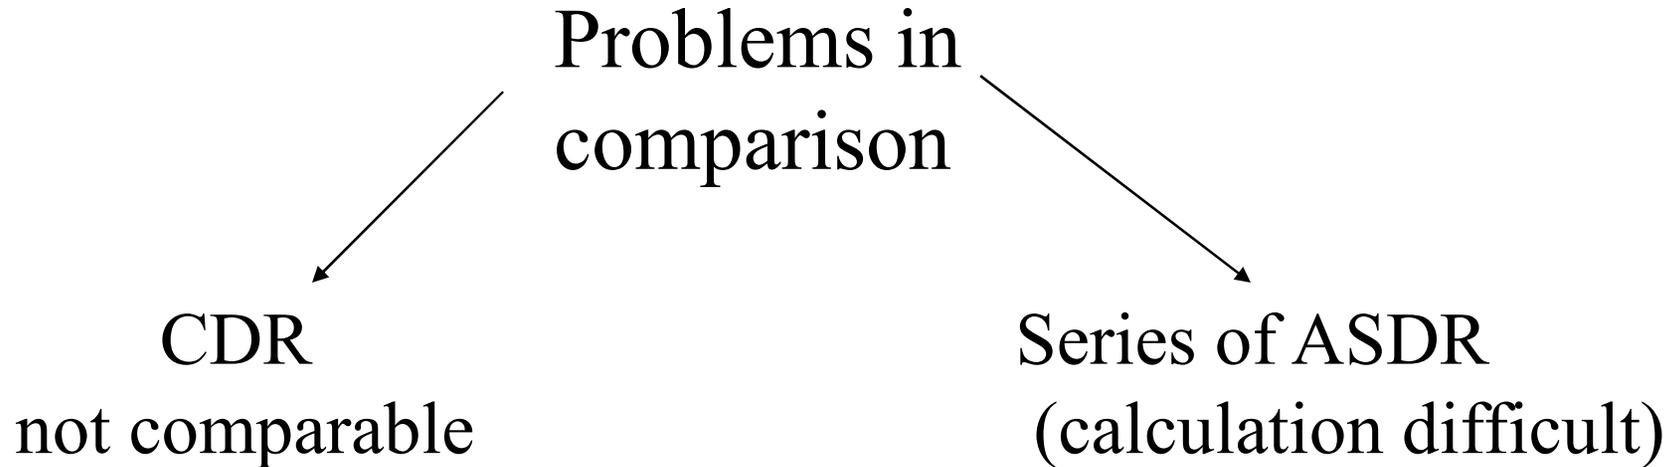 Problems in
comparison
CDR
not comparable
Series of ASDR
(calculation difficult)